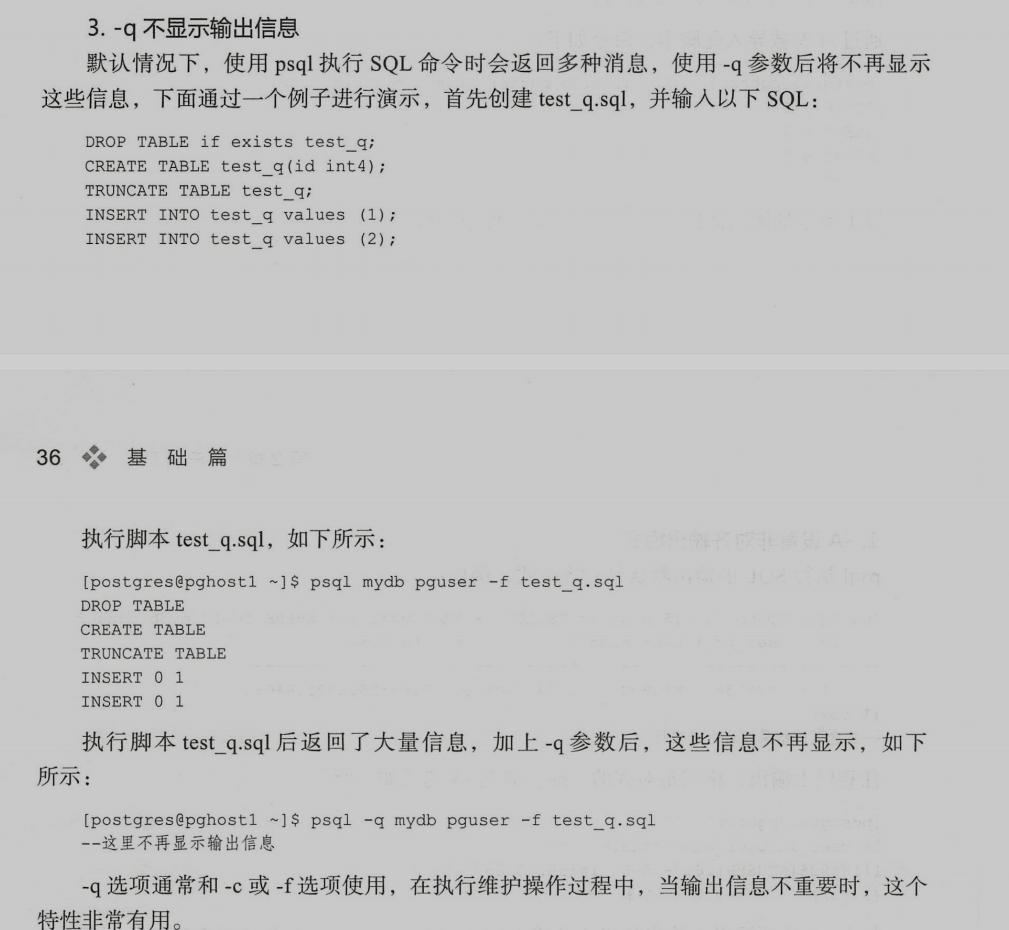 3. -q 不显示输出信息
默认情况下，使用 psql 执行 SQL 命令时会返回多种消息，使用 -q 参数后将不再显示
这些信息，下面通过一个例子进行演示，首先创建 test_q.sql，并输入以下 SQL：
DROP TABLE if exists test_q;
CREATE TABLE test_q(id int4);
TRUNCATE TABLE test_q;
INSERT INTO test_q values (1);
INSERT INTO test_q values (2);
36 ❖ 基 础 篇
执行脚本 test_q.sql，如下所示：
[postgres@pghost1 ~]$ psql mydb pguser -f test_q.sql
DROP TABLE
CREATE TABLE
TRUNCATE TABLE
INSERT 0 1
INSERT 0 1
执行脚本 test_q.sql 后返回了大量信息，加上 -q 参数后，这些信息不再显示，如下
所示：
[postgres@pghost1 ~]$ psql -q mydb pguser -f test_q.sql
--这里不再显示输出信息
-q 选项通常和 -c 或 -f 选项使用，在执行维护操作过程中，当输出信息不重要时，这个
特性非常有用。